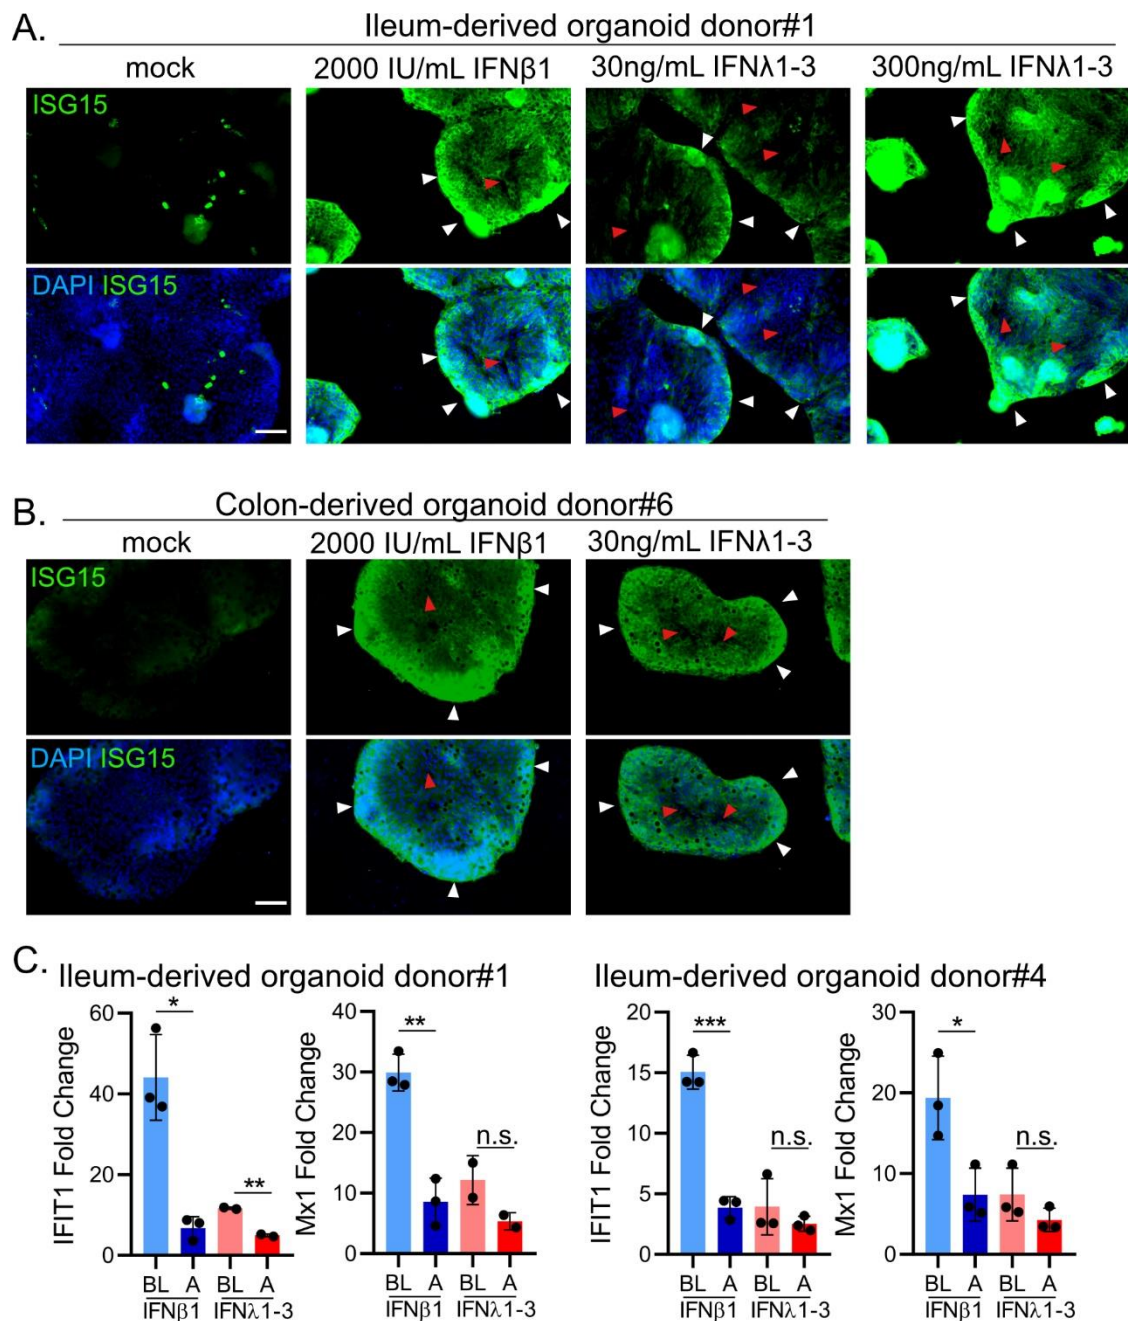 A.
Ileum-derived organoid donor#1
mock
2000 IU/mL IFNβ1
30ng/mL IFNλ1-3
300ng/mL IFNλ1-3
ISG15
DAPI ISG15
B.
Colon-derived organoid donor#6
mock
2000 IU/mL IFNβ1
30ng/mL IFNλ1-3
ISG15
DAPI ISG15
C.
Ileum-derived organoid donor#1
IFIT1 Fold Change
60
40
20
0
*
**
BL A BL A
IFNβ1 IFNλ1-3
Mx1 Fold Change
40
30
20
10
0
**
n.s.
BL A BL A
IFNβ1 IFNλ1-3
Ileum-derived organoid donor#4
IFIT1 Fold Change
20
15
10
5
0
***
n.s.
BL A BL A
IFNβ1 IFNλ1-3
Mx1 Fold Change
30
20
10
0
*
n.s.
BL A BL A
IFNβ1 IFNλ1-3